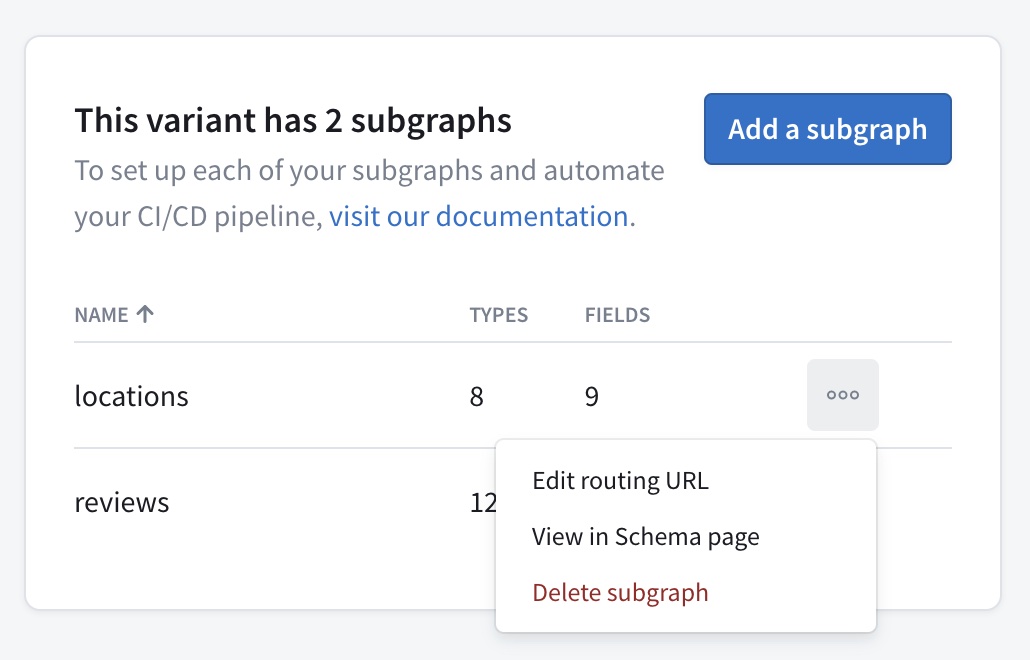 This variant has 2 subgraphs
Add a subgraph
To set up each of your subgraphs and automate
your CI/CD pipeline, visit our documentation.
NAME TYPES FIELDS
locations 8 9
reviews 12
Edit routing URL
View in Schema page
Delete subgraph